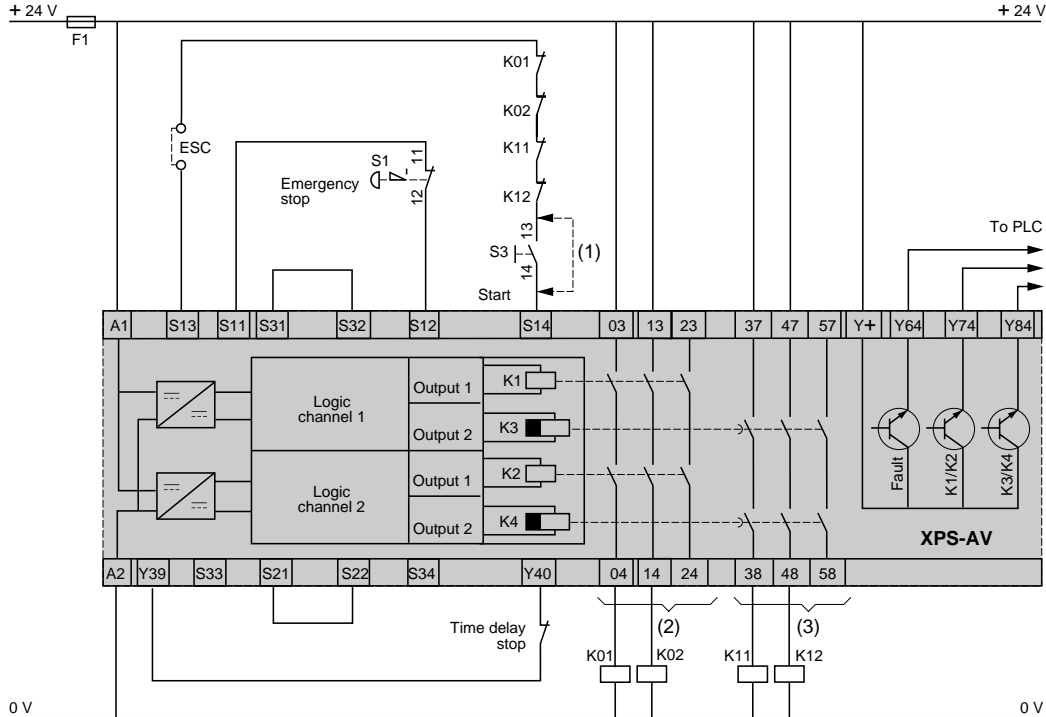 + 24 V
+ 24 V
F1
K01
K02
ESC
K11
S1
11
Emergency
stop
12
K12
13
To PLC
S3
(1)
14
Start
A1 S13 S11 S31 S32 S12 S14 03 13 23 37 47 57 Y+ Y64 Y74 Y84
Logic
channel 1
Output 1
K1
Output 2
K3
Logic
channel 2
Output 1
K2
Output 2
K4
Fault
K1/K2
K3/K4
XPS-AV
A2 Y39 S33 S21 S22 S34 Y40 04 14 24 38 48 58
Time delay
stop
(2)
(3)
K01 K02 K11 K12
0 V
0 V